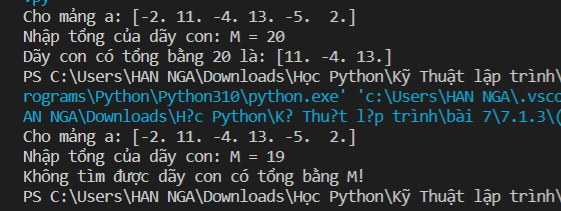 .py
Cho mảng a: [-2. 11. -4. 13. -5.  2.]
Nhập tổng của dãy con: M = 20
Dãy con có tổng bằng 20 là: [11. -4. 13.]
PS C:\Users\HAN NGA\Downloads\Học Python\Kỹ Thuật lập trình\
rograms\Python\Python310\python.exe' 'c:\Users\HAN NGA\.vsco
AN NGA\Downloads\H?c Python\K? Thu?t l?p trình\bài 7\7.1.3\(
Cho mảng a: [-2. 11. -4. 13. -5.  2.]
Nhập tổng của dãy con: M = 19
Không tìm được dãy con có tổng bằng M!
PS C:\Users\HAN NGA\Downloads\Học Python\Kỹ Thuật lập trình\